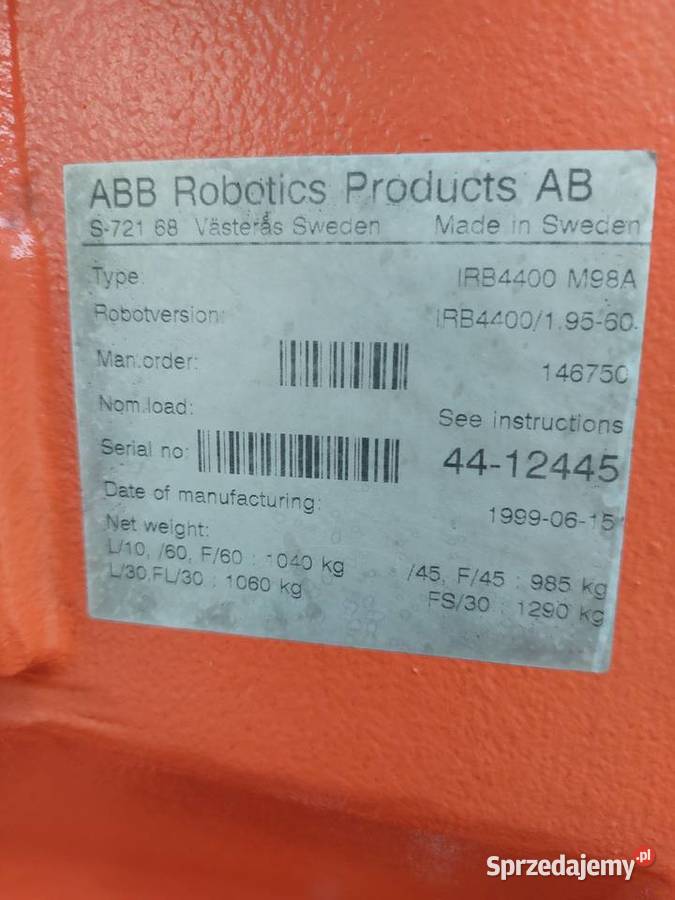 ABB Robotics Products AB
S-721 68 Västerås Sweden Made in Sweden
Type: IRB4400 M98A
Robotversion: IRB4400/1.95-60.
Man.order: 146750
Nom.load: See instructions
Serial no: 44-12445
Date of manufacturing: 1999-06-15
Net weight:
L/10, /60, F/60 : 1040 kg /45, F/45 : 985 kg
L/30,FL/30 : 1060 kg FS/30 : 1290 kg
Sprzedajemy.pl